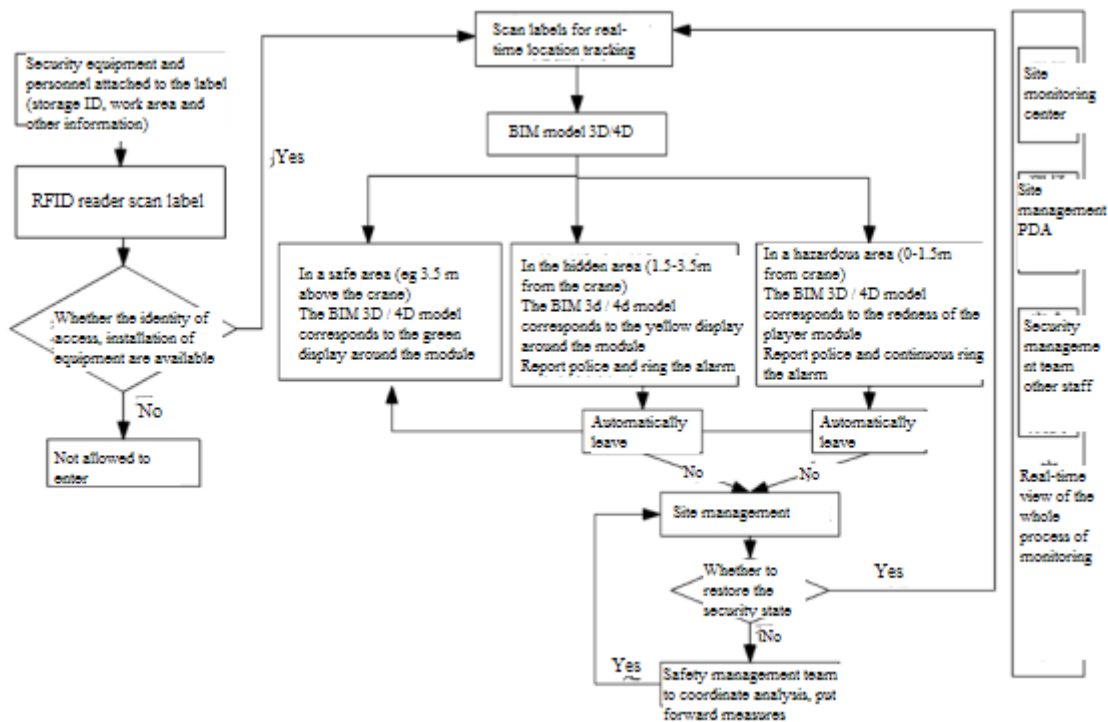 Scan labels for real-
time location tracking
Security equipment and
personnel attached to the label
(storage ID, work area and
other information)
BIM model 3D/4D
Yes
RFID reader scan label
In a safe area (eg 3.5 m
above the crane)
The BIM 3D / 4D model
corresponds to the green
display around the module
In the hidden area (1.5-3.5m
from the crane)
The BIM 3d / 4d model
corresponds to the yellow display
around the module
Report police and ring the alarm
In a hazardous area (0-1.5m
from crane)
The BIM 3D / 4D model
corresponds to the redness of the
player module
Report police and continuous ring
the alarm
Whether the identity of
access, installation of
equipment are available
No
Not allowed to
enter
Automatically
leave
Automatically
leave
No
No
Site management
Whether to
restore the
security state
Yes
No
Yes
Safety management team
to coordinate analysis, put
forward measures
Site
monitoring
center
Site
management
PDA
Security
manageme
nt team
other staff
Real-time
view of the
whole
process of
monitoring